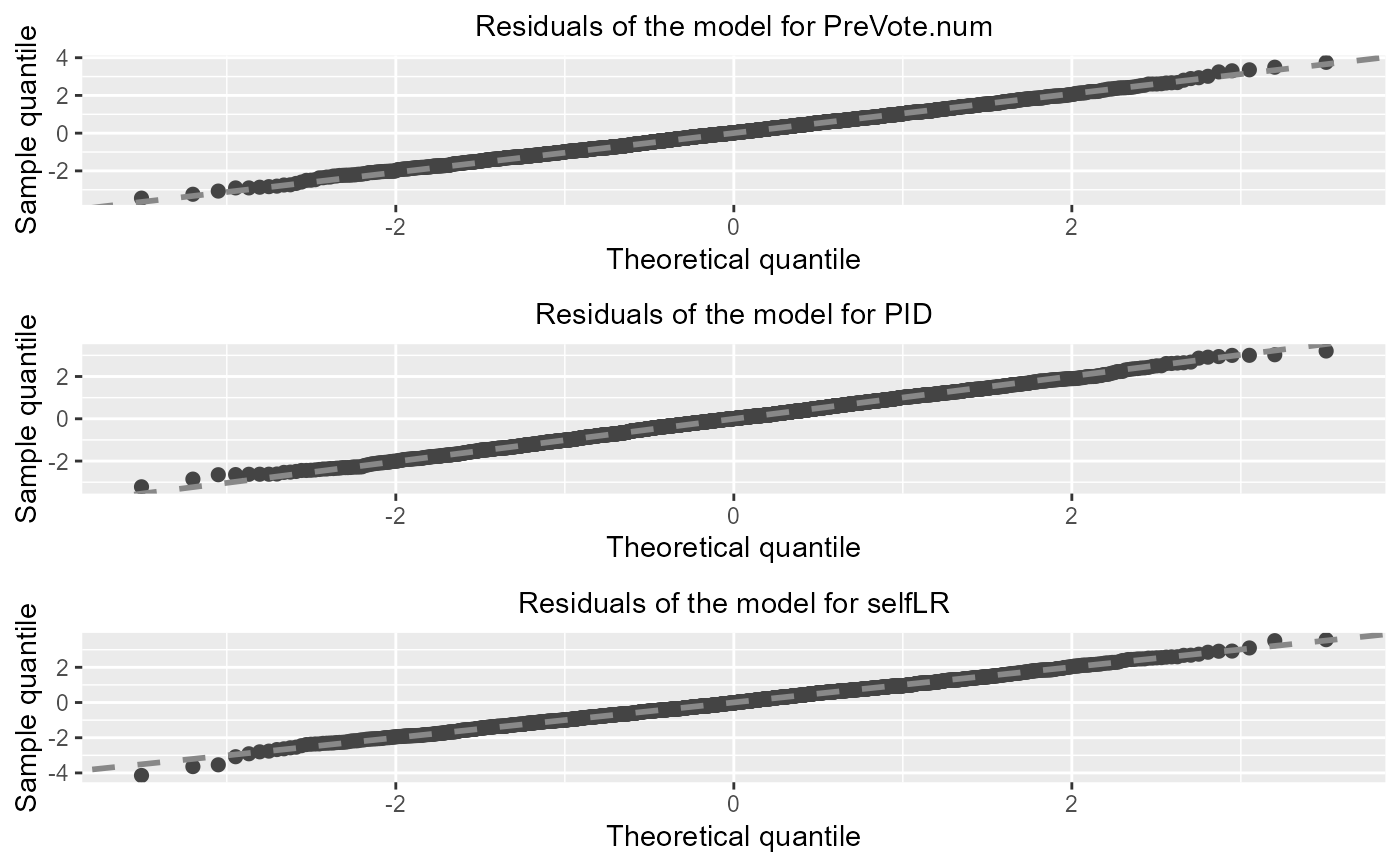 Residuals of the model for PreVote.num
Sample quantile
4
2
0
-2
-2 0 2
Theoretical quantile
Residuals of the model for PID
Sample quantile
2
0
-2
-2 0 2
Theoretical quantile
Residuals of the model for selfLR
Sample quantile
2
0
-2
-4
-2 0 2
Theoretical quantile